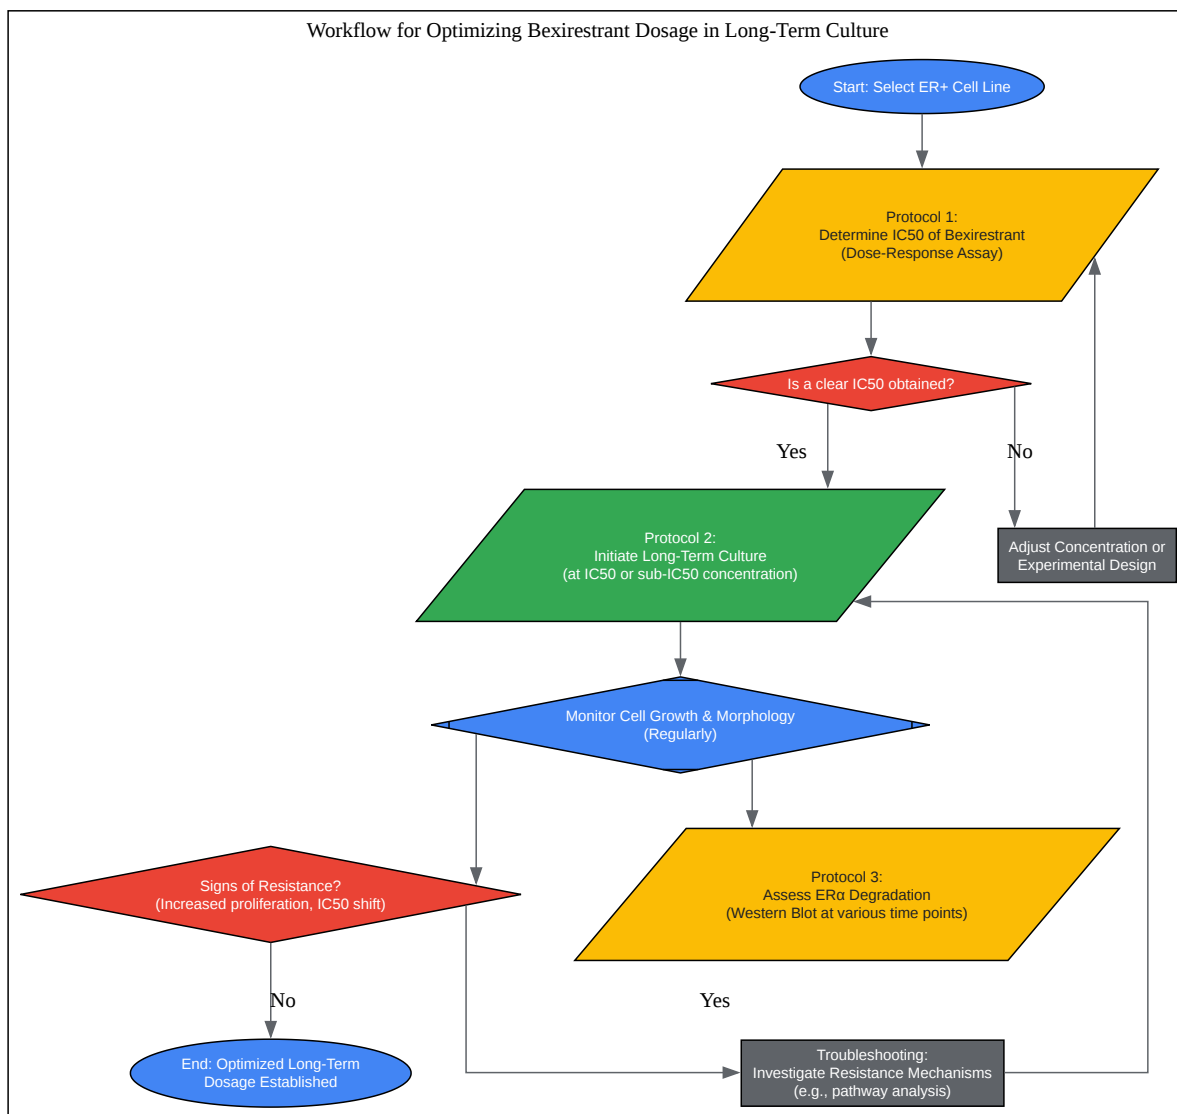 Workflow for Optimizing Bexirestrant Dosage in Long-Term Culture
Start: Select ER+ Cell Line
Protocol 1:
Determine IC50 of Bexirestrant
(Dose-Response Assay)
Is a clear IC50 obtained?
Yes
No
Protocol 2:
Initiate Long-Term Culture
(at IC50 or sub-IC50 concentration)
Adjust Concentration or
Experimental Design
Monitor Cell Growth & Morphology
(Regularly)
Signs of Resistance?
(Increased proliferation, IC50 shift)
Protocol 3:
Assess ERα Degradation
(Western Blot at various time points)
No
Yes
End: Optimized Long-Term
Dosage Established
Troubleshooting:
Investigate Resistance Mechanisms
(e.g., pathway analysis)